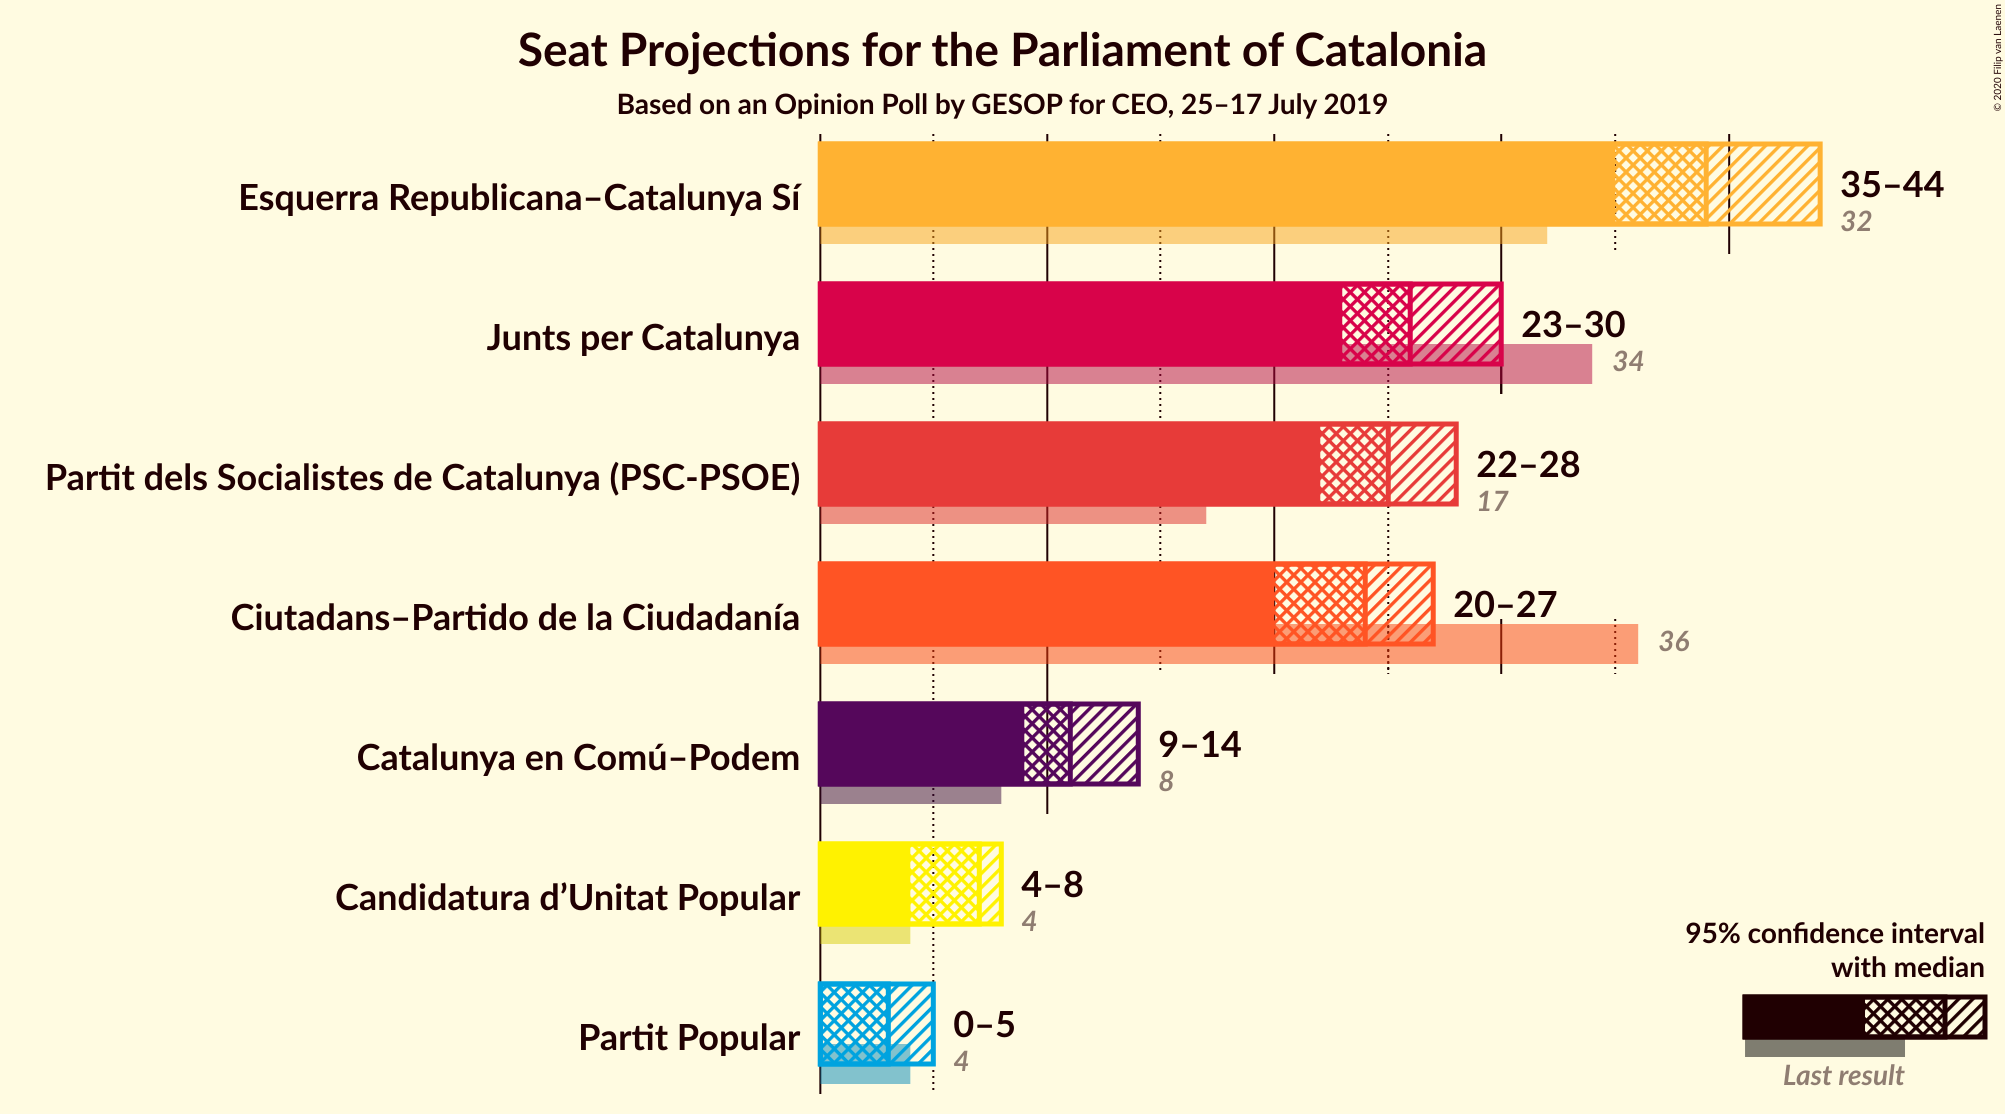 Seat Projections for the Parliament of Catalonia
Based on an Opinion Poll by GESOP for CEO, 25–17 July 2019
© 2020 Filip van Laenen
Esquerra Republicana–Catalunya Sí
35–44
32
Junts per Catalunya
23–30
34
Partit dels Socialistes de Catalunya (PSC-PSOE)
22–28
17
Ciutadans–Partido de la Ciudadanía
20–27
36
Catalunya en Comú–Podem
9–14
8
Candidatura d’Unitat Popular
4–8
4
Partit Popular
0–5
4
95% confidence interval
with median
Last result